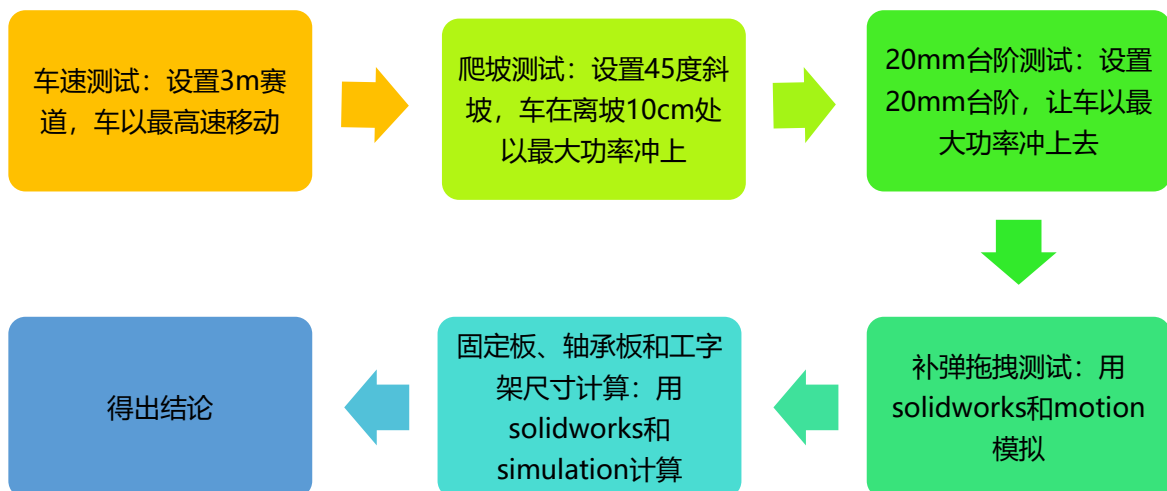 车速测试：设置3m赛
道，车以最高速移动
爬坡测试：设置45度斜
坡，车在离坡10cm处
以最大功率冲上
20mm台阶测试：设置
20mm台阶，让车以最
大功率冲上去
补弹拖拽测试：用
solidworks和motion
模拟
固定板、轴承板和工字
架尺寸计算：用
solidworks和
simulation计算
得出结论